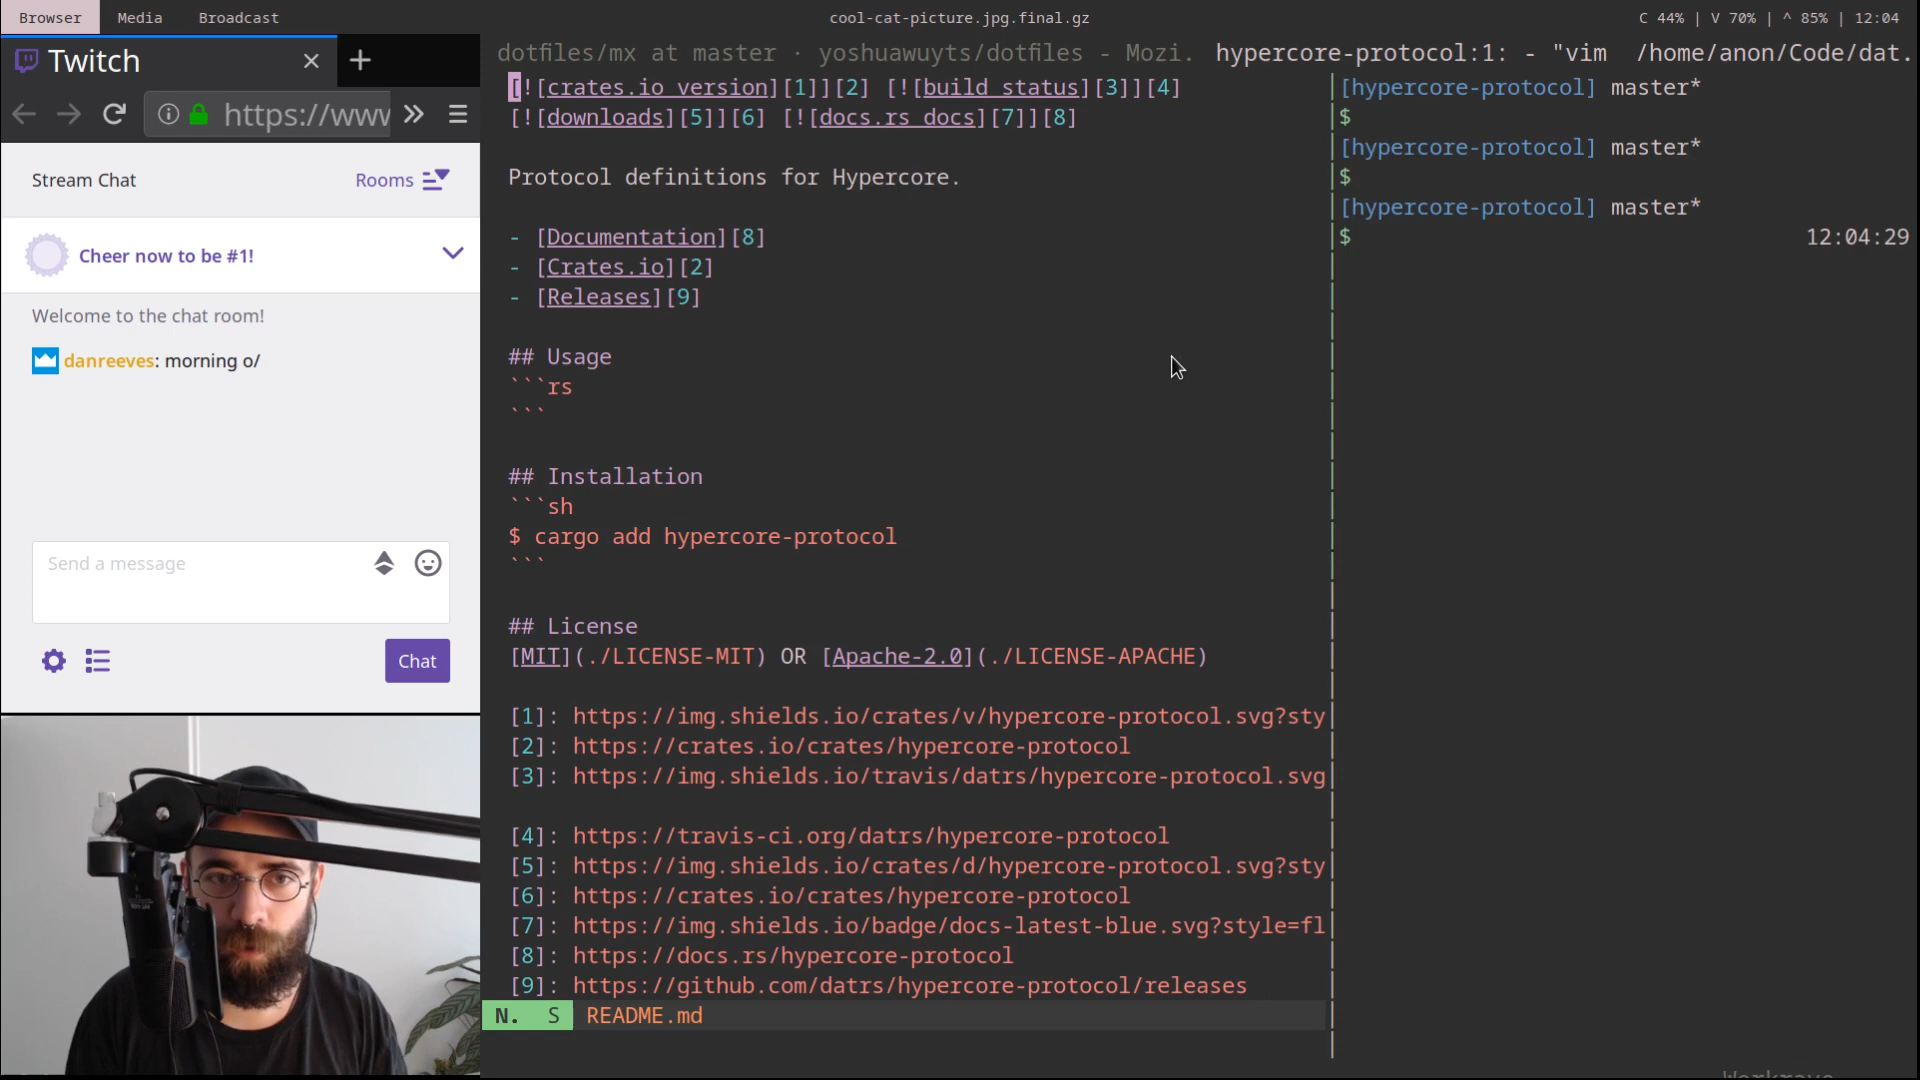 Browser Media Broadcast cool-cat-picture.jpg.final.gz C 44% | V 70% | ^ 85% | 12:04
Twitch
https://www
Stream Chat
Rooms
Cheer now to be #1!
Welcome to the chat room!
danreeves: morning o/
Send a message
Chat
dotfiles/mx at master · yoshuawuyts/dotfiles - Mozi. hypercore-protocol:1: - "vim  /home/anon/Code/dat.
[![crates.io version][1]][2] [![build status][3]][4]
[![downloads][5]][6] [![docs.rs docs][7]][8]
Protocol definitions for Hypercore.
- [Documentation][8]
- [Crates.io][2]
- [Releases][9]
## Usage
```rs
```
## Installation
```sh
$ cargo add hypercore-protocol
```
## License
[MIT](./LICENSE-MIT) OR [Apache-2.0](./LICENSE-APACHE)
[1]: https://img.shields.io/crates/v/hypercore-protocol.svg?sty
[2]: https://crates.io/crates/hypercore-protocol
[3]: https://img.shields.io/travis/datrs/hypercore-protocol.svg
[4]: https://travis-ci.org/datrs/hypercore-protocol
[5]: https://img.shields.io/crates/d/hypercore-protocol.svg?sty
[6]: https://crates.io/crates/hypercore-protocol
[7]: https://img.shields.io/badge/docs-latest-blue.svg?style=fl
[8]: https://docs.rs/hypercore-protocol
[9]: https://github.com/datrs/hypercore-protocol/releases
N. S README.md
[hypercore-protocol] master*
$
[hypercore-protocol] master*
$
[hypercore-protocol] master*
$ 12:04:29